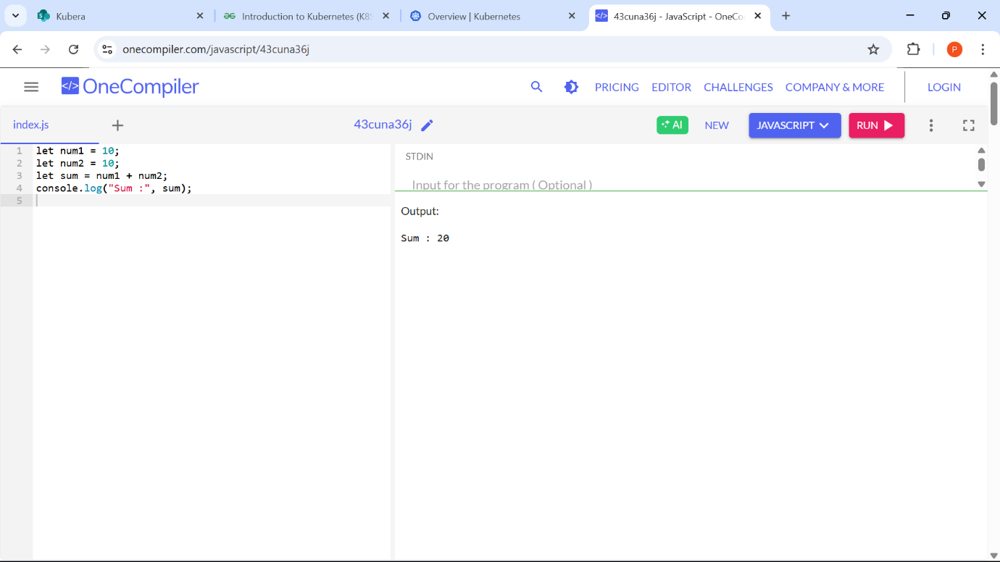 Kubera
Introduction to Kubernetes (K8S
Overview | Kubernetes
43cuna36j - JavaScript - OneCo
onecompiler.com/javascript/43cuna36j
P
</> OneCompiler
PRICING EDITOR CHALLENGES COMPANY & MORE LOGIN
index.js
43cuna36j
AI NEW JAVASCRIPT RUN
1 let num1 = 10;
2 let num2 = 10;
3 let sum = num1 + num2;
4 console.log("Sum :", sum);
5
STDIN
Input for the program ( Optional )
Output:
Sum : 20